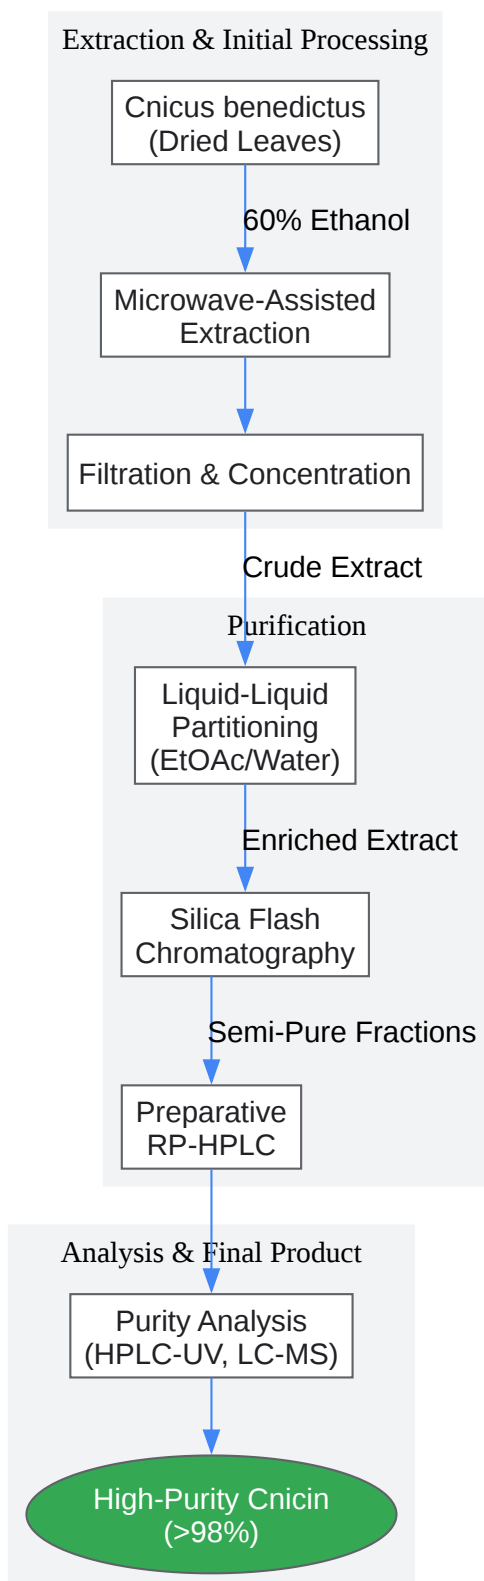 Extraction & Initial Processing
Cnicus benedictus
(Dried Leaves)
60% Ethanol
Microwave-Assisted
Extraction
Filtration & Concentration
Crude Extract
Purification
Liquid-Liquid
Partitioning
(EtOAc/Water)
Enriched Extract
Silica Flash
Chromatography
Semi-Pure Fractions
Preparative
RP-HPLC
Analysis & Final Product
Purity Analysis
(HPLC-UV, LC-MS)
High-Purity Cnicin
(>98%)